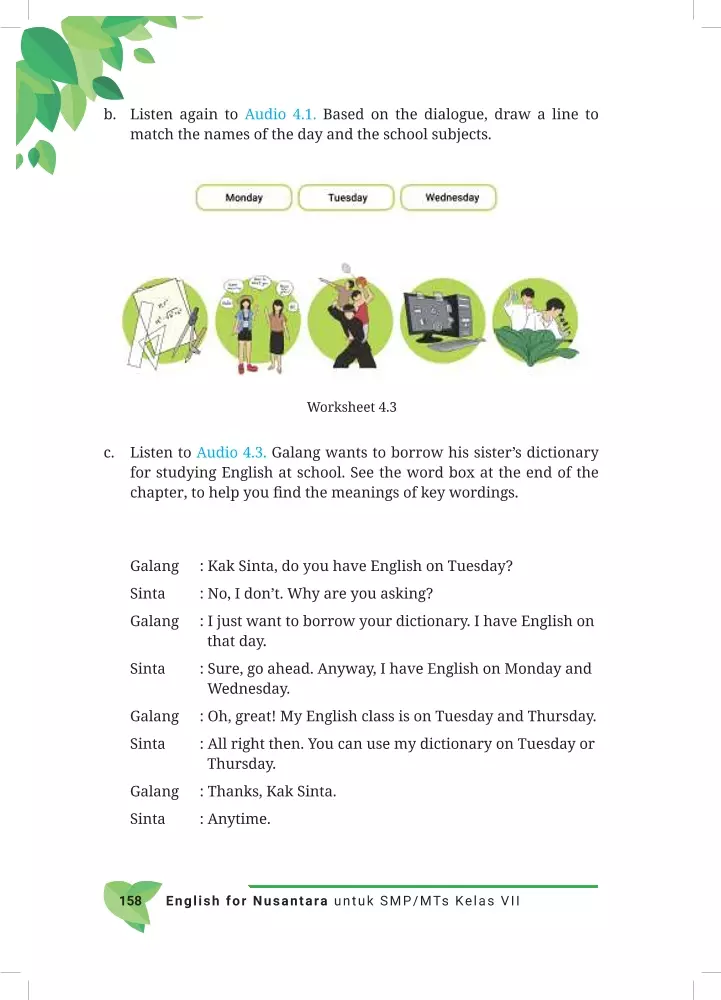 b. Listen again to Audio 4.1. Based on the dialogue, draw a line to
match the names of the day and the school subjects.
Monday Tuesday Wednesday
Worksheet 4.3
c. Listen to Audio 4.3. Galang wants to borrow his sister’s dictionary
for studying English at school. See the word box at the end of the
chapter, to help you find the meanings of key wordings.
Galang : Kak Sinta, do you have English on Tuesday?
Sinta : No, I don’t. Why are you asking?
Galang : I just want to borrow your dictionary. I have English on
that day.
Sinta : Sure, go ahead. Anyway, I have English on Monday and
Wednesday.
Galang : Oh, great! My English class is on Tuesday and Thursday.
Sinta : All right then. You can use my dictionary on Tuesday or
Thursday.
Galang : Thanks, Kak Sinta.
Sinta : Anytime.
158 English for Nusantara untuk SMP/MTs Kelas VII